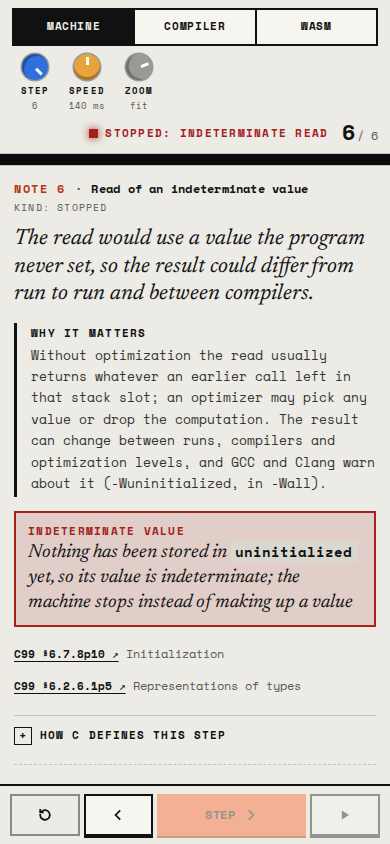 MACHINE COMPILER WASM
STEP SPEED ZOOM
6 140 ms fit
STOPPED: INDETERMINATE READ 6 / 6
NOTE 6 · Read of an indeterminate value
KIND: STOPPED
The read would use a value the program
never set, so the result could differ from
run to run and between compilers.
WHY IT MATTERS
Without optimization the read usually
returns whatever an earlier call left in
that stack slot; an optimizer may pick any
value or drop the computation. The result
can change between runs, compilers and
optimization levels, and GCC and Clang warn
about it (-Wuninitialized, in -Wall).
INDETERMINATE VALUE
Nothing has been stored in uninitialized
yet, so its value is indeterminate; the
machine stops instead of making up a value
C99 §6.7.8p10 ↗ Initialization
C99 §6.2.6.1p5 ↗ Representations of types
+ HOW C DEFINES THIS STEP
STEP